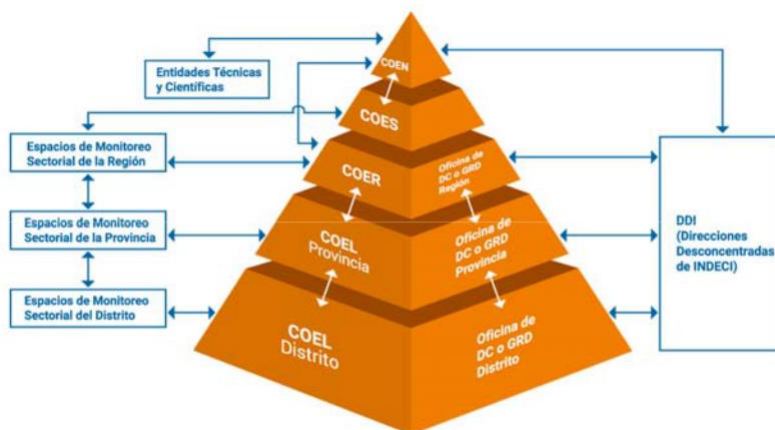 COEN
Entidades Técnicas
y Científicas
COES
Espacios de Monitoreo
Sectorial de la Región
COER
Oficina de
DC o GRD
Región
Espacios de Monitoreo
Sectorial de la Provincia
COEL
Provincia
Oficina de
DC o GRD
Provincia
DDI
(Direcciones
Desconcentradas
de INDECI)
Espacios de Monitoreo
Sectorial del Distrito
COEL
Distrito
Oficina de
DC o GRD
Distrito